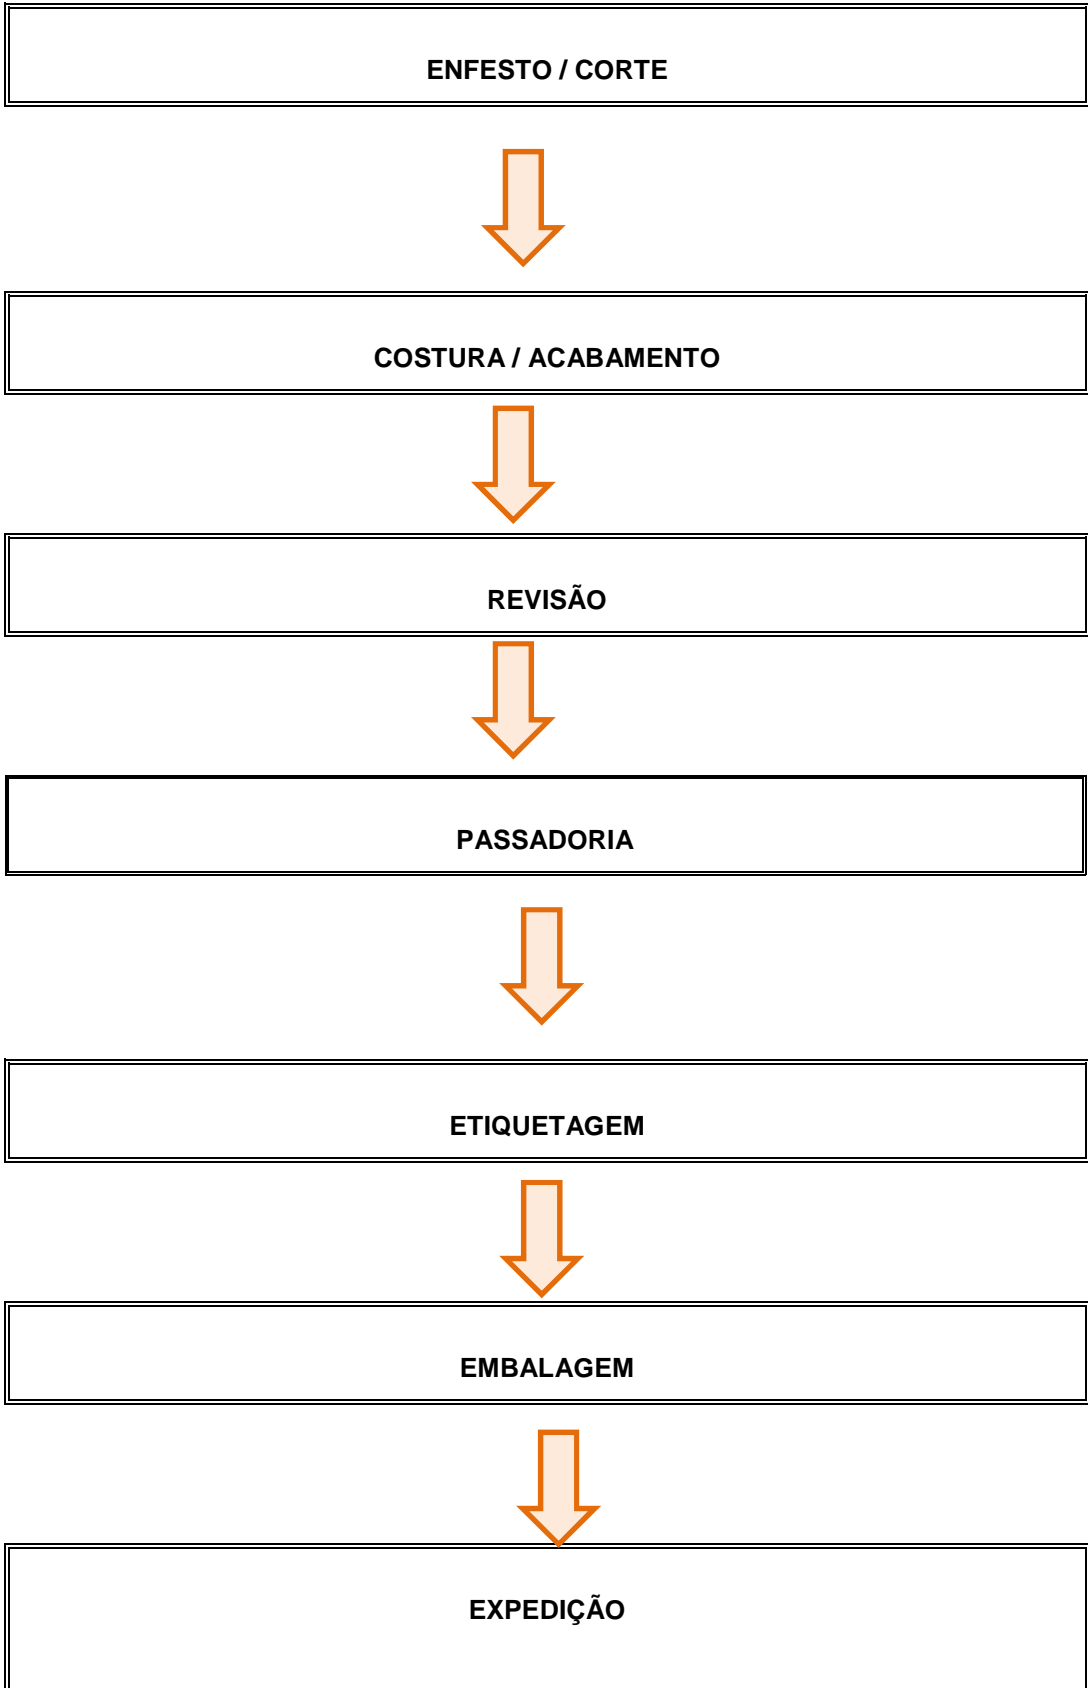 ENFESTO / CORTE
COSTURA / ACABAMENTO
REVISÃO
PASSADORIA
ETIQUETAGEM
EMBALAGEM
EXPEDIÇÃO